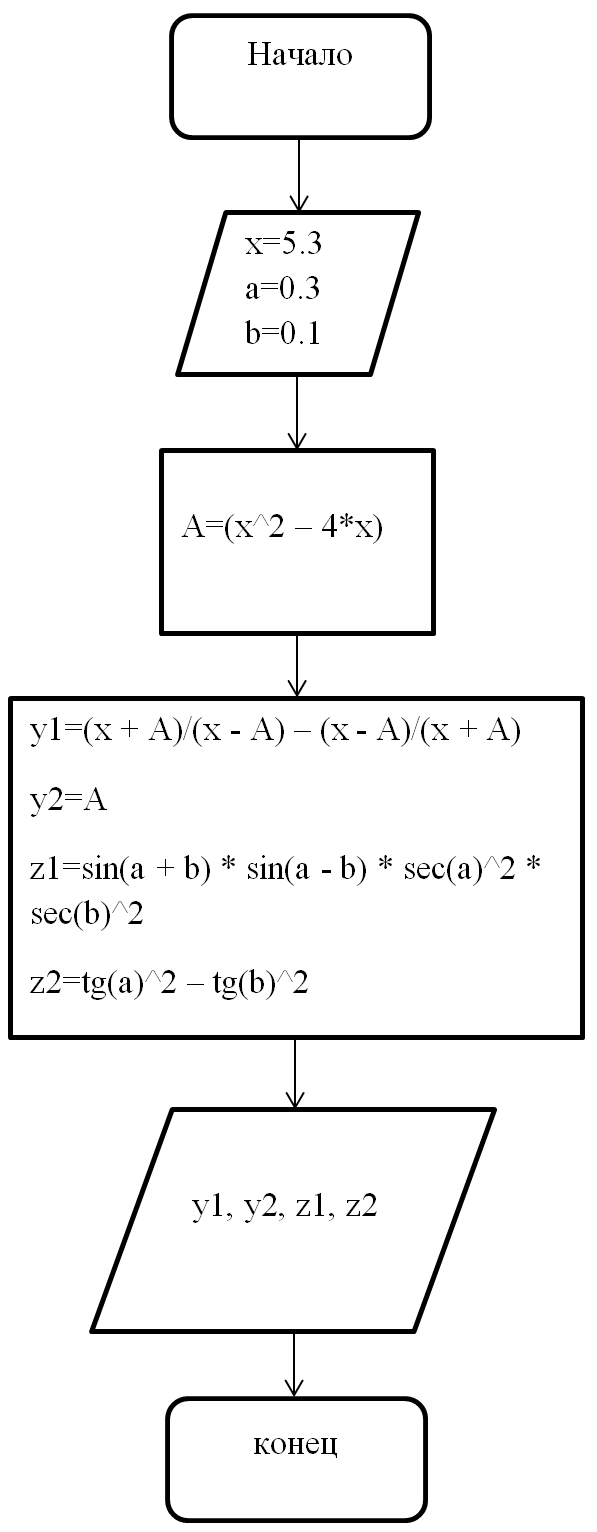 Начало
x=5.3
a=0.3
b=0.1
A=(x^2 – 4*x)
y1=(x + A)/(x - A) – (x - A)/(x + A)
y2=A
z1=sin(a + b) * sin(a - b) * sec(a)^2 *
sec(b)^2
z2=tg(a)^2 – tg(b)^2
y1, y2, z1, z2
конец